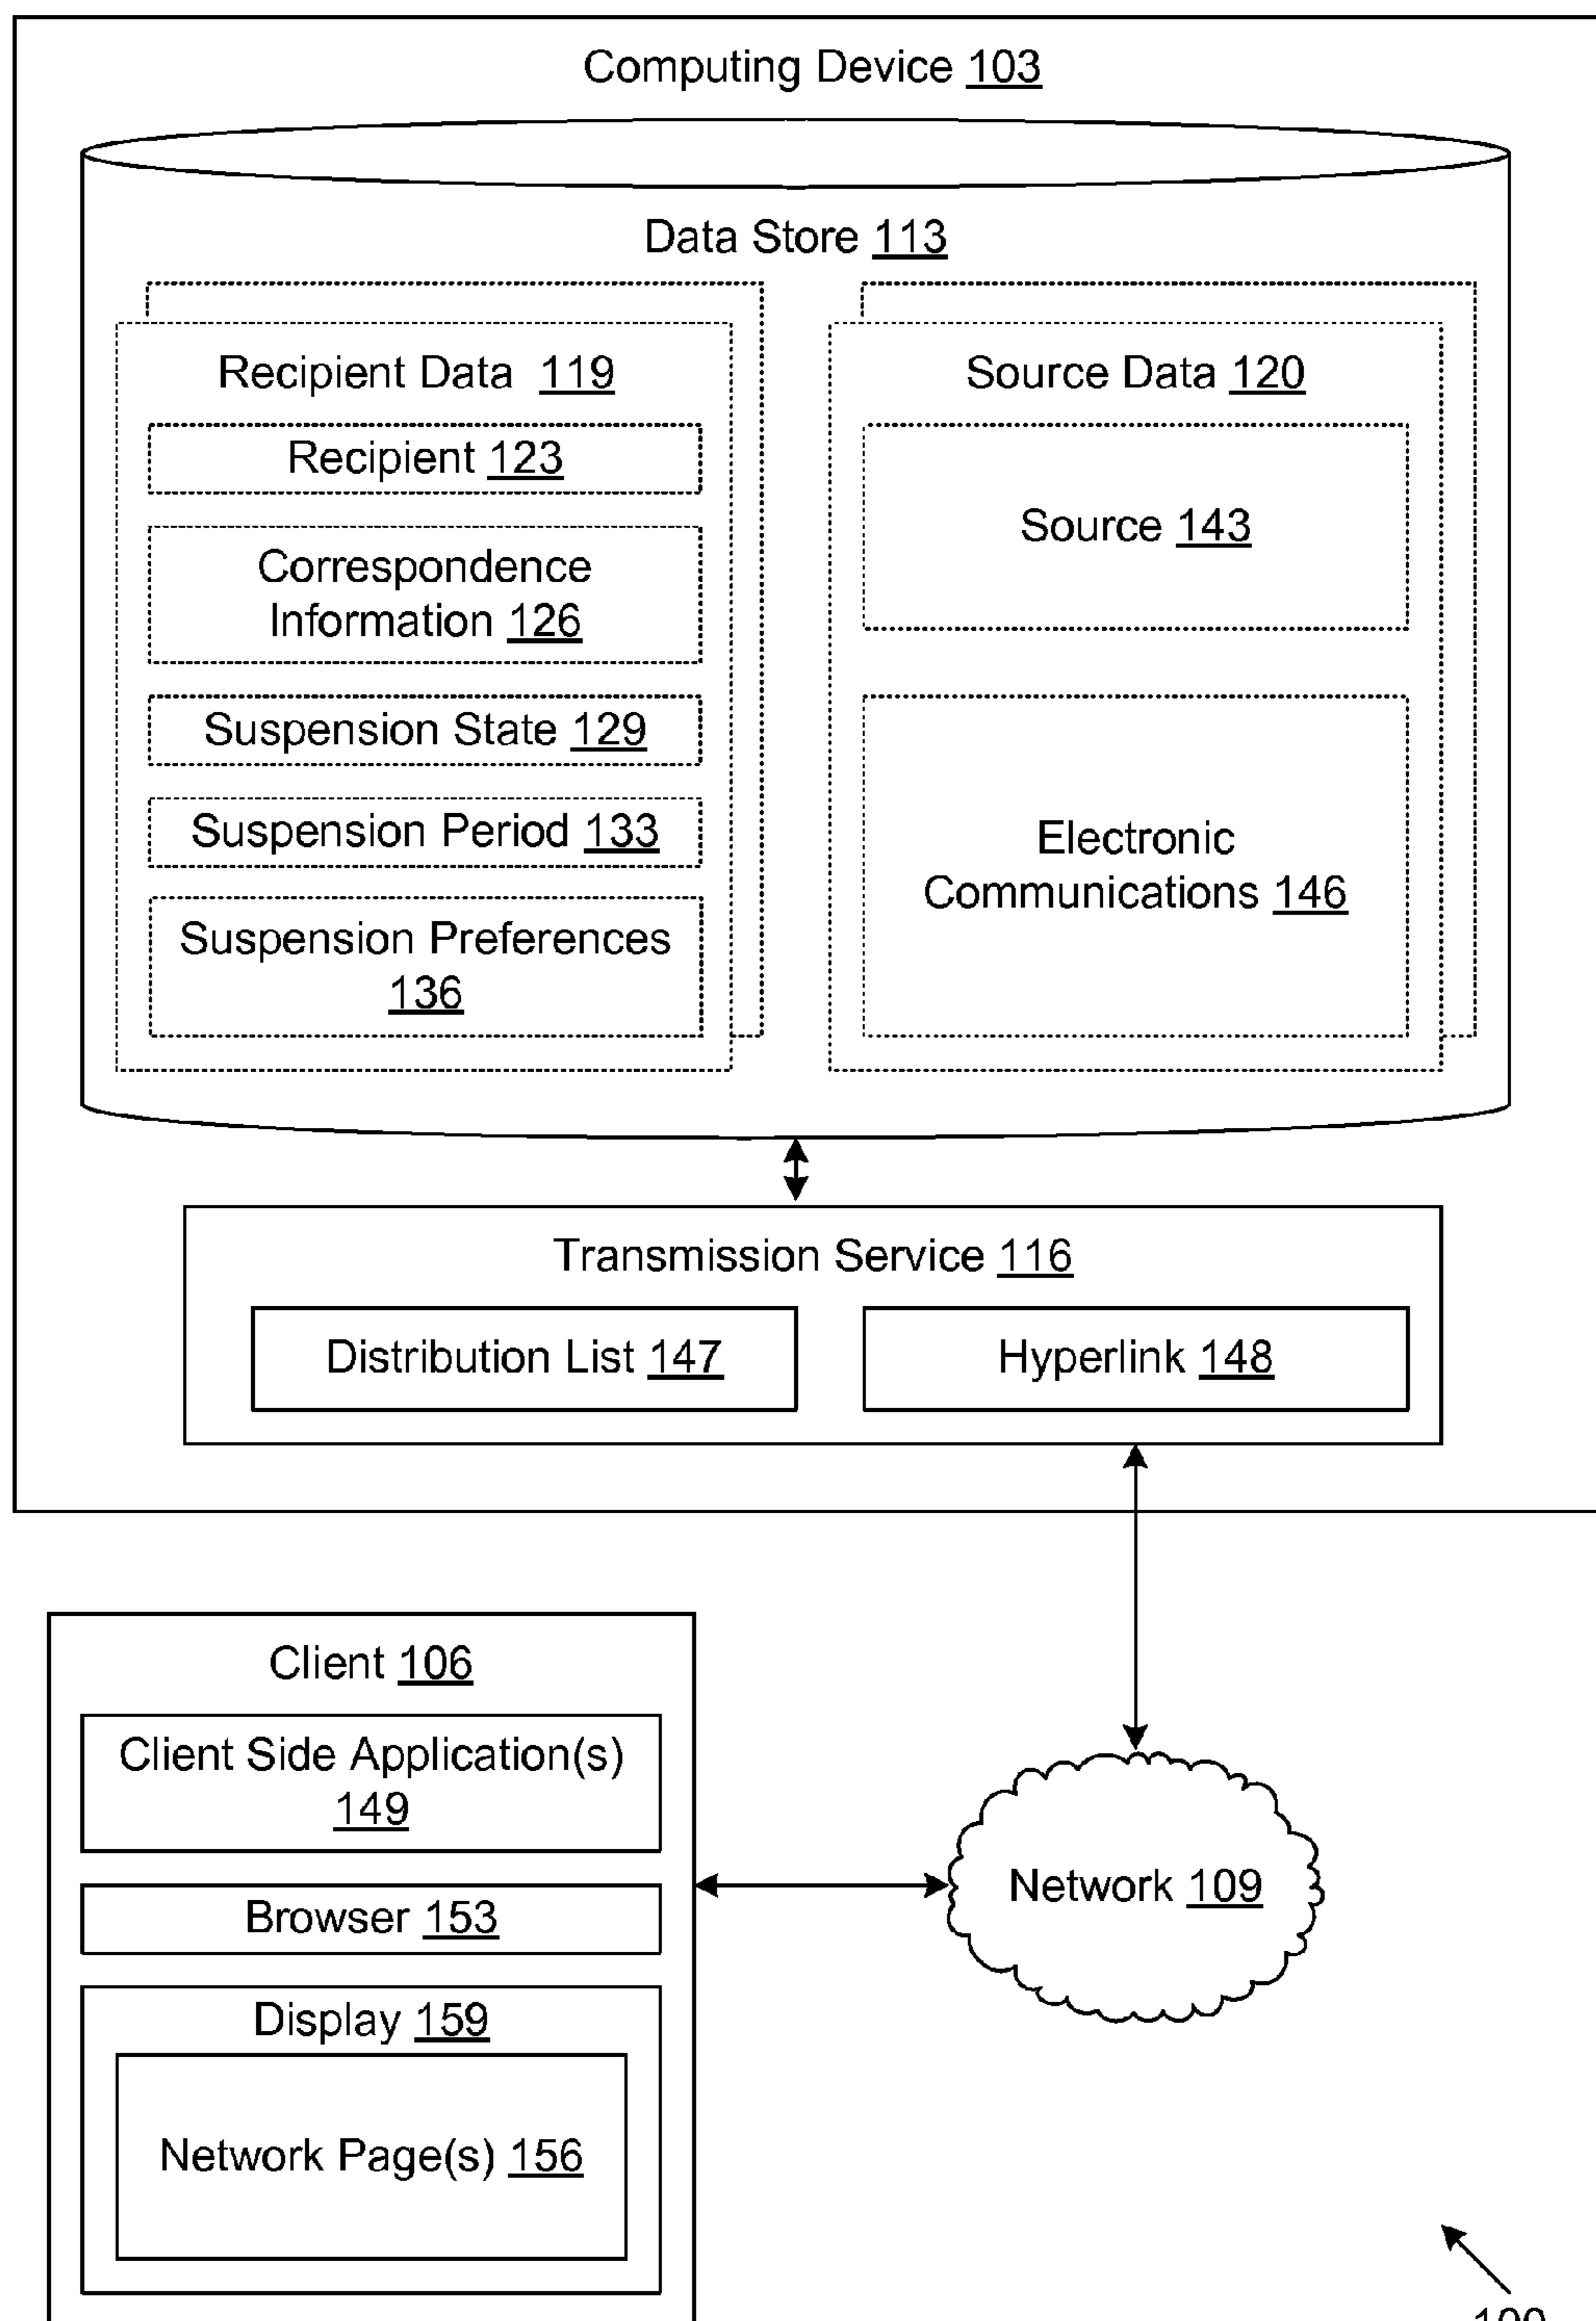 Computing Device 103
Data Store 113
Recipient Data 119
Recipient 123
Correspondence
Information 126
Suspension State 129
Suspension Period 133
Suspension Preferences
136
Source Data 120
Source 143
Electronic
Communications 146
Transmission Service 116
Distribution List 147
Hyperlink 148
Client 106
Client Side Application(s)
149
Browser 153
Display 159
Network Page(s) 156
Network 109